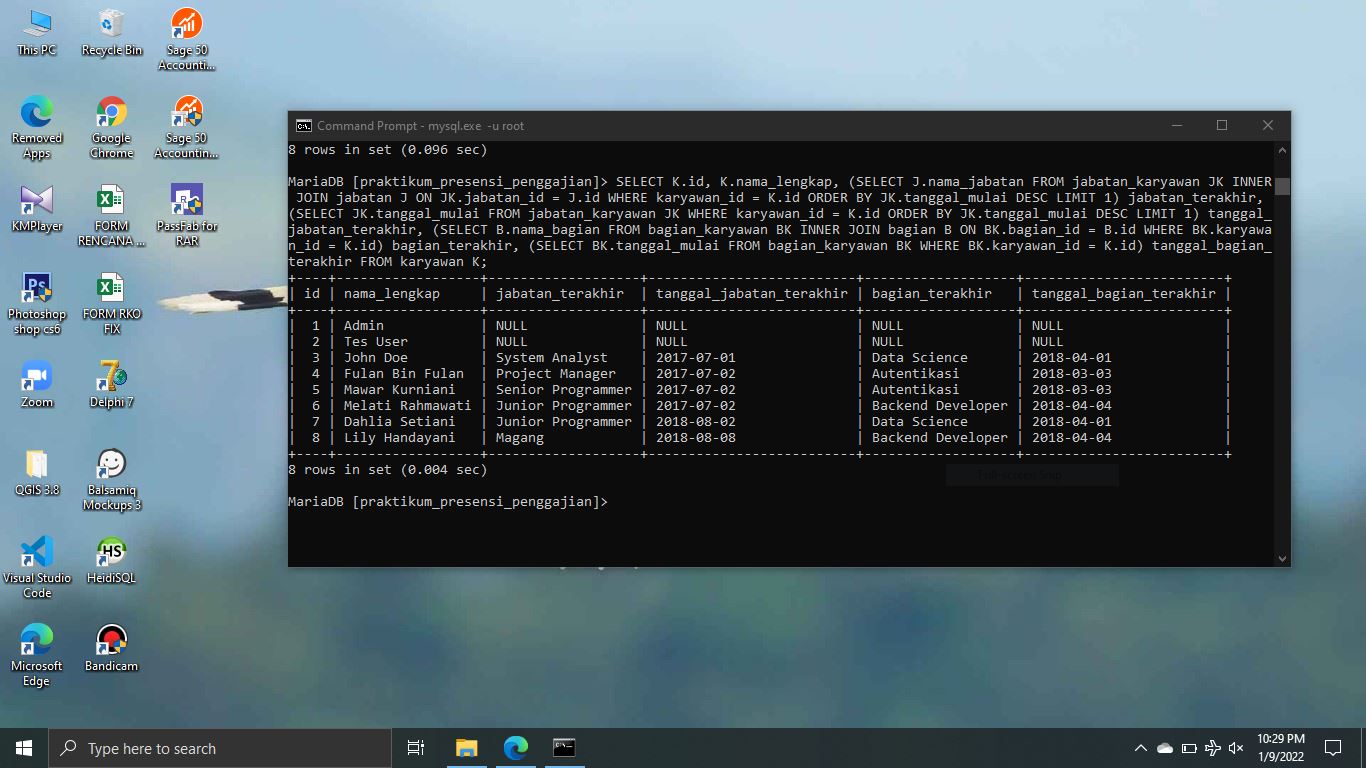 This PC
Recycle Bin
Sage 50
Accounti...
Removed
Apps
Google
Chrome
Sage 50
Accountin...
KMPlayer
FORM
RENCANA ...
PassFab for
RAR
Photoshop
shop cs6
FORM RKO
FIX
Zoom
Delphi 7
QGIS 3.8
Balsamiq
Mockups 3
Visual Studio
Code
HeidiSQL
Microsoft
Edge
Bandicam
Command Prompt - mysql.exe  -u root
8 rows in set (0.096 sec)
MariaDB [praktikum_presensi_penggajian]> SELECT K.id, K.nama_lengkap, (SELECT J.nama_jabatan FROM jabatan_karyawan JK INNER
 JOIN jabatan J ON JK.jabatan_id = J.id WHERE karyawan_id = K.id ORDER BY JK.tanggal_mulai DESC LIMIT 1) jabatan_terakhir,
(SELECT JK.tanggal_mulai FROM jabatan_karyawan JK WHERE karyawan_id = K.id ORDER BY JK.tanggal_mulai DESC LIMIT 1) tanggal_
jabatan_terakhir, (SELECT B.nama_bagian FROM bagian_karyawan BK INNER JOIN bagian B ON BK.bagian_id = B.id WHERE BK.karyawa
n_id = K.id) bagian_terakhir, (SELECT BK.tanggal_mulai FROM bagian_karyawan BK WHERE BK.karyawan_id = K.id) tanggal_bagian_
terakhir FROM karyawan K;
| id | nama_lengkap     | jabatan_terakhir  | tanggal_jabatan_terakhir | bagian_terakhir   | tanggal_bagian_terakhir |
|  1 | Admin            | NULL              | NULL                     | NULL              | NULL                    |
|  2 | Tes User         | NULL              | NULL                     | NULL              | NULL                    |
|  3 | John Doe         | System Analyst    | 2017-07-01               | Data Science      | 2018-04-01              |
|  4 | Fulan Bin Fulan  | Project Manager   | 2017-07-02               | Autentikasi       | 2018-03-03              |
|  5 | Mawar Kurniani   | Senior Programmer | 2017-07-02               | Autentikasi       | 2018-03-03              |
|  6 | Melati Rahmawati | Junior Programmer | 2017-07-02               | Backend Developer | 2018-04-04              |
|  7 | Dahlia Setiani   | Junior Programmer | 2018-08-02               | Data Science      | 2018-04-01              |
|  8 | Lily Handayani   | Magang            | 2018-08-08               | Backend Developer | 2018-04-04              |
8 rows in set (0.004 sec)
MariaDB [praktikum_presensi_penggajian]>
Type here to search
10:29 PM
1/9/2022